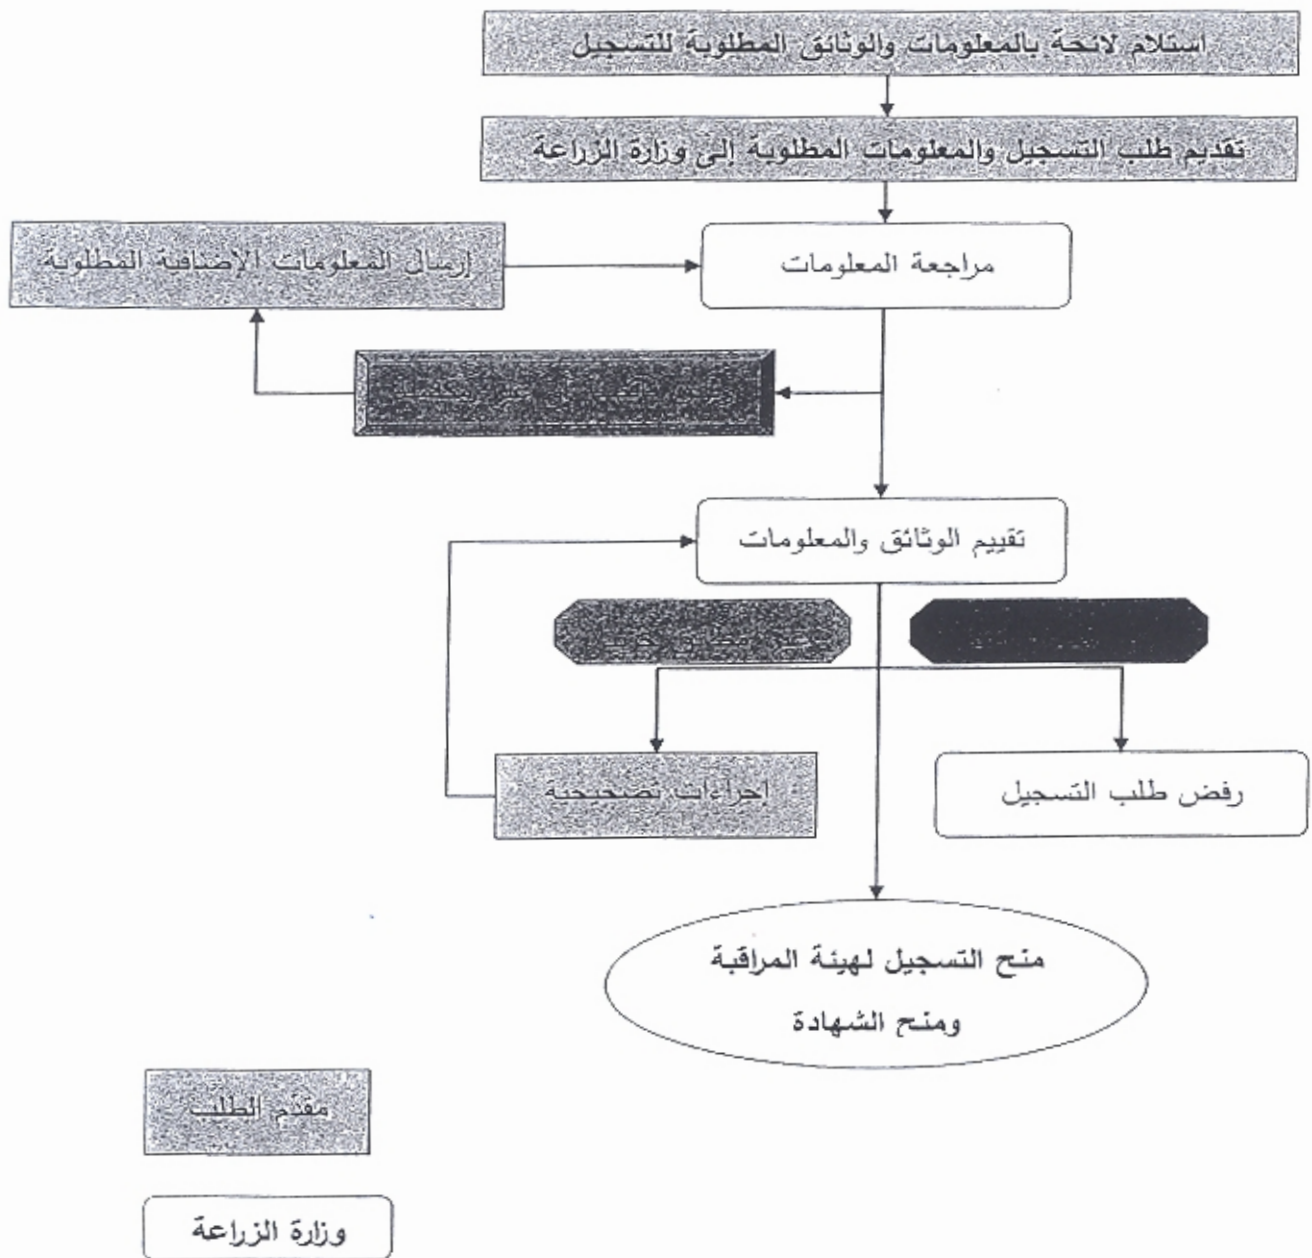 استلام لائحة بالمعلومات والوثائق المطلوبة للتسجيل
تقديم طلب التسجيل والمعلومات المطلوبة إلى وزارة الزراعة
مراجعة المعلومات
إرسال المعلومات الإضافية المطلوبة
تقييم الوثائق والمعلومات
إجراءات تصحيحية
رفض طلب التسجيل
منح التسجيل لهيئة المراقبة
ومنح الشهادة
مقدّم الطلب
وزارة الزراعة